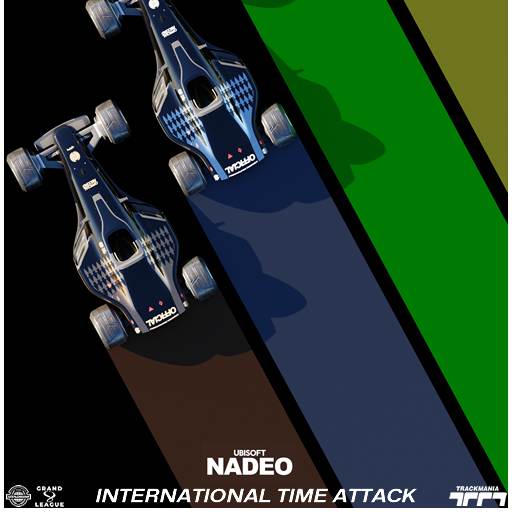 OFFICIAL
OFFICIAL
UBISOFT
NADEO
GRAND
LEAGUE
INTERNATIONAL TIME ATTACK
TRACKMANIA